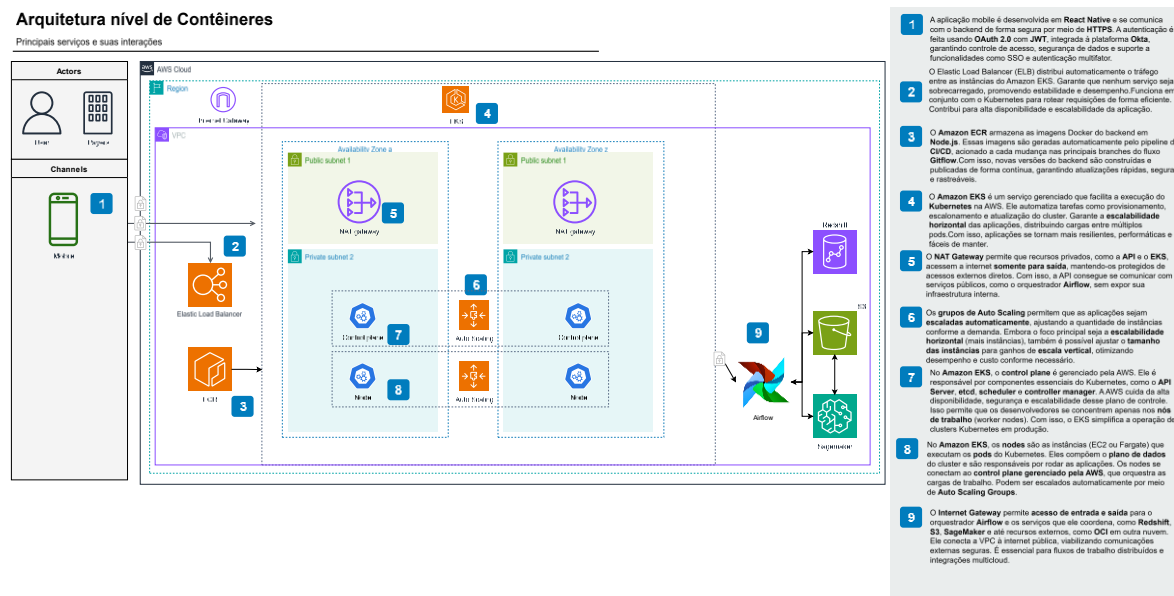 Arquitetura nível de Contêineres
Principais serviços e suas interações
Actors
User
Channels
1
Mobile
aws
AWS Cloud
Region
Internet Gateway
EKS
4
VPC
Availability Zone a
Public subnet 1
NAT gateway
5
Availability Zone z
Public subnet 1
NAT gateway
2
Elastic Load Balancer
ECR
3
Private subnet 2
Private subnet 2
6
Control plane
7
Auto Scaling
Control plane
Node
8
Auto Scaling
Node
Redshift
S3
9
Airflow
Sagemaker
1
A aplicação mobile é desenvolvida em React Native e se comunica
com o backend de forma segura por meio de HTTPS. A autenticação é
feita usando OAuth 2.0 com JWT, integrada à plataforma Okta,
garantindo controle de acesso, segurança de dados e suporte a
funcionalidades como SSO e autenticação multifator.
2
O Elastic Load Balancer (ELB) distribui automaticamente o tráfego
entre as instâncias do Amazon EKS. Garante que nenhum serviço seja
sobrecarregado, promovendo estabilidade e desempenho.Funciona em
conjunto com o Kubernetes para rotear requisições de forma eficiente.
Contribui para alta disponibilidade e escalabilidade da aplicação.
3
O Amazon ECR armazena as imagens Docker do backend em
Node.js. Essas imagens são geradas automaticamente pelo pipeline d
CI/CD, acionado a cada mudança nas principais branches do fluxo
Gitflow.Com isso, novas versões do backend são construídas e
publicadas de forma contínua, garantindo atualizações rápidas, segura
e rastreáveis.
4
O Amazon EKS é um serviço gerenciado que facilita a execução do
Kubernetes na AWS. Ele automatiza tarefas como provisionamento,
escalonamento e atualização do cluster. Garante a escalabilidade
horizontal das aplicações, distribuindo cargas entre múltiplos
pods.Com isso, aplicações se tornam mais resilientes, performáticas e
fáceis de manter.
5
O NAT Gateway permite que recursos privados, como a API e o EKS,
acessem a internet somente para saída, mantendo-os protegidos de
acessos externos diretos. Com isso, a API consegue se comunicar com
serviços públicos, como o orquestrador Airflow, sem expor sua
infraestrutura interna.
6
Os grupos de Auto Scaling permitem que as aplicações sejam
escaladas automaticamente, ajustando a quantidade de instâncias
conforme a demanda. Embora o foco principal seja a escalabilidade
horizontal (mais instâncias), também é possível ajustar o tamanho
das instâncias para ganhos de escala vertical, otimizando
desempenho e custo conforme necessário.
7
No Amazon EKS, o control plane é gerenciado pela AWS. Ele é
responsável por componentes essenciais do Kubernetes, como o API
Server, etcd, scheduler e controller manager. A AWS cuida da alta
disponibilidade, segurança e escalabilidade desse plano de controle.
Isso permite que os desenvolvedores se concentrem apenas nos nós
de trabalho (worker nodes). Com isso, o EKS simplifica a operação de
clusters Kubernetes em produção.
8
No Amazon EKS, os nodes são as instâncias (EC2 ou Fargate) que
executam os pods do Kubernetes. Eles compõem o plano de dados
do cluster e são responsáveis por rodar as aplicações. Os nodes se
conectam ao control plane gerenciado pela AWS, que orquestra as
cargas de trabalho. Podem ser escalados automaticamente por meio
de Auto Scaling Groups.
9
O Internet Gateway permite acesso de entrada e saída para o
orquestrador Airflow e os serviços que ele coordena, como Redshift,
S3, SageMaker e até recursos externos, como OCI em outra nuvem.
Ele conecta a VPC à internet pública, viabilizando comunicações
externas seguras. É essencial para fluxos de trabalho distribuídos e
integrações multicloud.